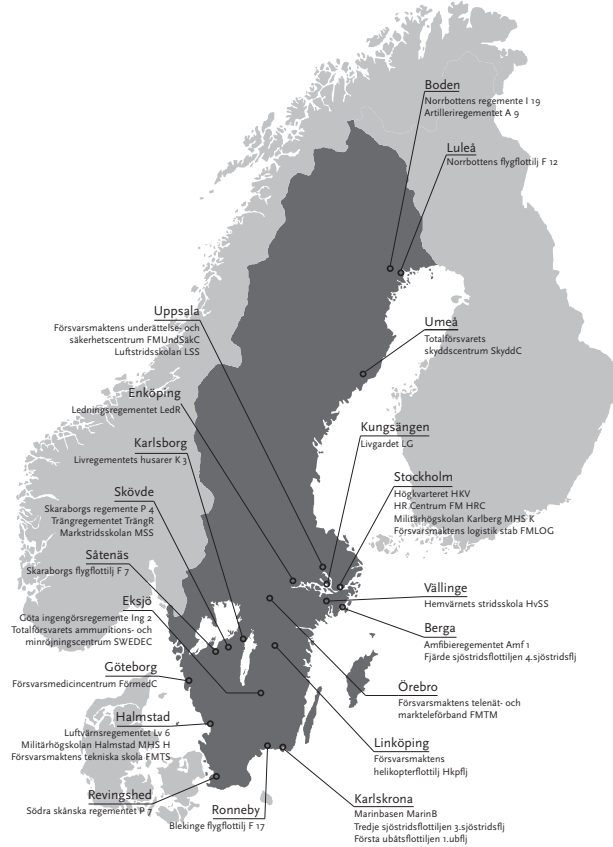 Boden
Norrbottens regemente I 19
Artilleriregementet A 9
Luleå
Norrbottens flygflottilj F 12
Uppsala
Försvarsmaktens underättelse- och
säkerhetscentrum FMUndSäkC
Luftstridsskolan LSS
Umeå
Totalförsvarets
skyddscentrum SkyddC
Enköping
Ledningsregementet LedR
Kungsängen
Livgardet LG
Karlsborg
Livregementets husarer K 3
Stockholm
Högkvarteret HKV
HR Centrum FM HRC
Militärhögskolan Karlberg MHS K
Försvarsmaktens logistik stab FMLOG
Skövde
Skaraborgs regemente P 4
Trängregementet TrängR
Markstridsskolan MSS
Såtenäs
Skaraborgs flygflottilj F 7
Vällinge
Hemvärnets stridsskola HvSS
Eksjö
Göta ingengörsregemente Ing 2
Totalförsvarets ammunitions- och
minröjningscentrum SWEDEC
Berga
Amfibieregementet Amf 1
Fjärde sjöstridsflottiljen 4.sjöstridsflj
Göteborg
Försvarsmedicincentrum FörmedC
Örebro
Försvarsmaktens telenät- och
markteleförband FMTM
Halmstad
Luftvärnsregementet Lv 6
Militärhögskolan Halmstad MHS H
Försvarsmaktens tekniska skola FMTS
Linköping
Försvarsmaktens
helikopterflottilj Hkpflj
Revingshed
Södra skånska regementet P 7
Ronneby
Blekinge flygflottilj F 17
Karlskrona
Marinbasen MarinB
Tredje sjöstridsflottiljen 3.sjöstridsflj
Första ubåtsflottiljen 1.ubflj